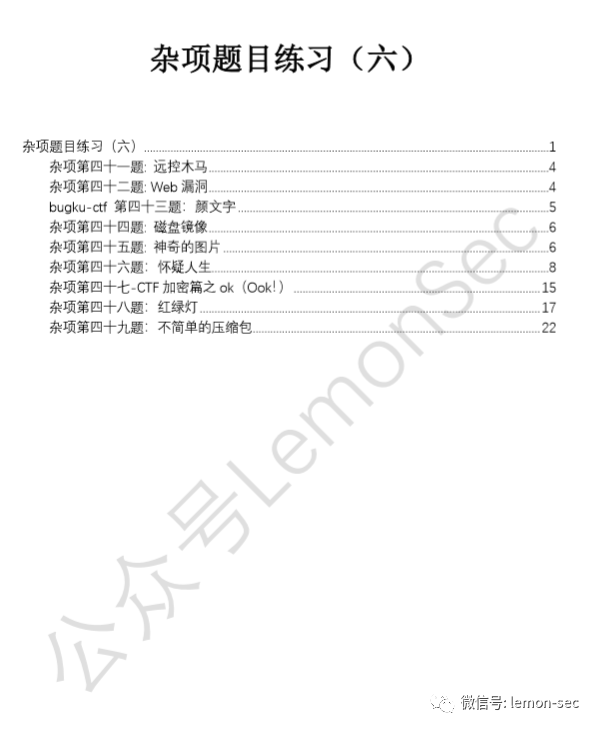 杂项题目练习（六）
杂项题目练习（六）........................1
杂项第四十一题: 远控木马........................4
杂项第四十二题: Web 漏洞........................4
bugku-ctf 第四十三题：颜文字........................5
杂项第四十四题: 磁盘镜像........................6
杂项第四十五题: 神奇的图片........................6
杂项第四十六题：怀疑人生........................8
杂项第四十七-CTF 加密篇之 ok（Ook!）........................15
杂项第四十八题：红绿灯........................17
杂项第四十九题：不简单的压缩包........................22
公众号LemonSec
微信号: lemon-sec